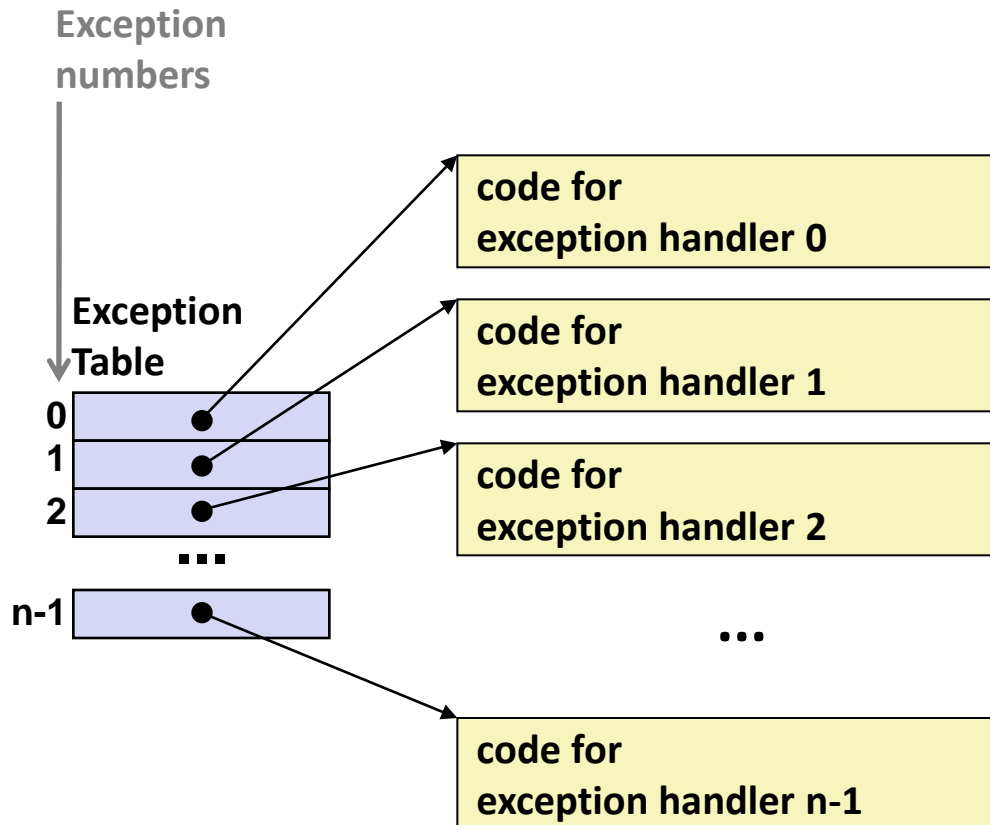 Exception
numbers
code for
exception handler 0
Exception
Table
code for
exception handler 1
0
1
2
code for
exception handler 2
...
n-1
...
code for
exception handler n-1